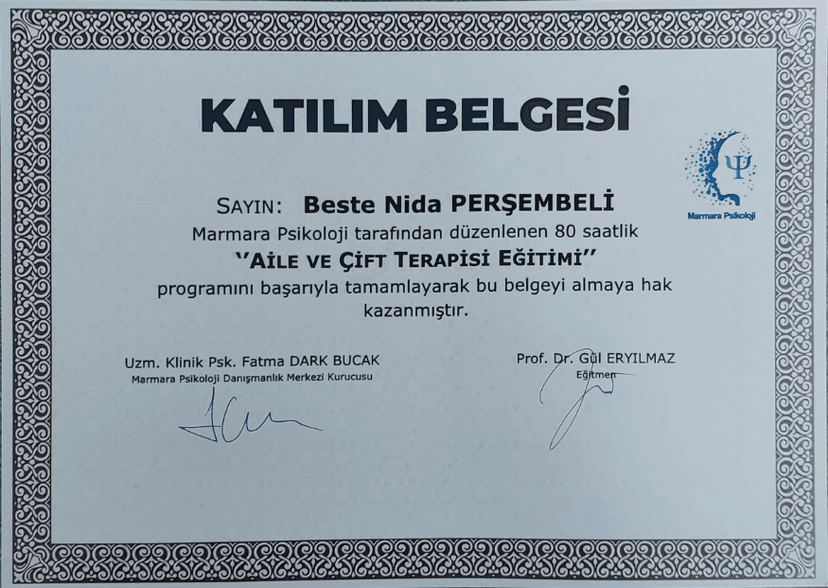 KATILIM BELGESİ
Ψ
Marmara Psikoloji
SAYIN: Beste Nida PERŞEMBELİ
Marmara Psikoloji tarafından düzenlenen 80 saatlik
‘‘AİLE VE ÇİFT TERAPİSİ EĞİTİMİ’’
programını başarıyla tamamlayarak bu belgeyi almaya hak
kazanmıştır.
Uzm. Klinik Psk. Fatma DARK BUCAK
Marmara Psikoloji Danışmanlık Merkezi Kurucusu
Prof. Dr. Gül ERYILMAZ
Eğitmen